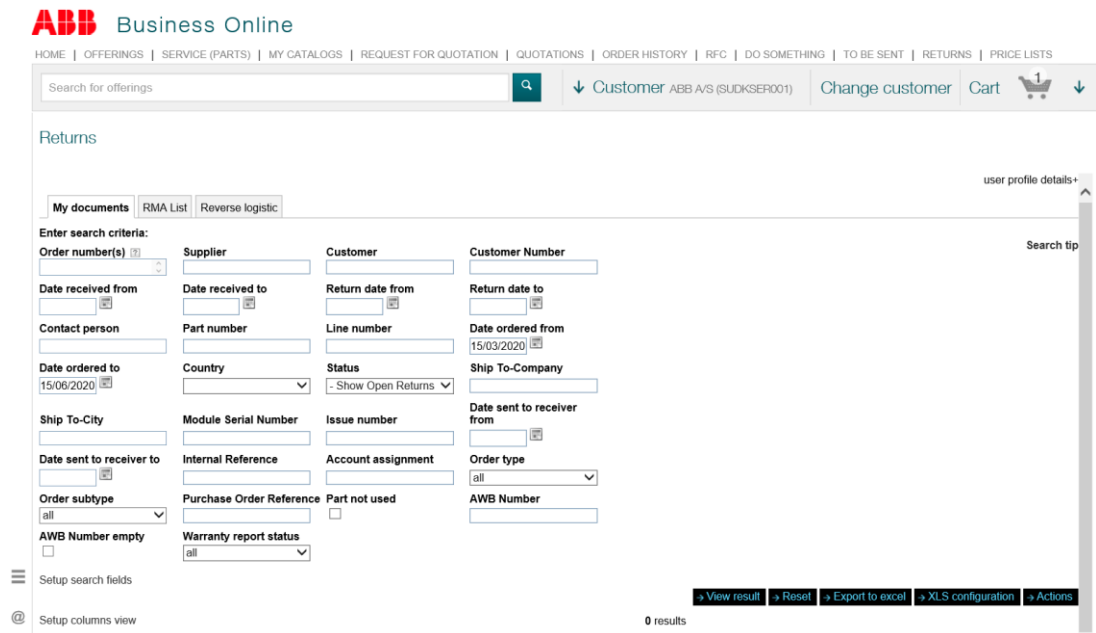 ABB Business Online
HOME | OFFERINGS | SERVICE (PARTS) | MY CATALOGS | REQUEST FOR QUOTATION | QUOTATIONS | ORDER HISTORY | RFC | DO SOMETHING | TO BE SENT | RETURNS | PRICE LISTS
Search for offerings
Customer ABB A/S (SUDKSER001) Change customer Cart 1
Returns
user profile details+
My documents RMA List Reverse logistic
Enter search criteria:
Search tip
Order number(s) ? Supplier Customer Customer Number
Date received from Date received to Return date from Return date to
Contact person Part number Line number Date ordered from
15/03/2020
Date ordered to Country Status Ship To-Company
15/06/2020 - Show Open Returns
Ship To-City Module Serial Number Issue number Date sent to receiver from
Date sent to receiver to Internal Reference Account assignment Order type
all
Order subtype Purchase Order Reference Part not used AWB Number
all
AWB Number empty Warranty report status
all
Setup search fields
→ View result → Reset → Export to excel → XLS configuration → Actions
@ Setup columns view 0 results